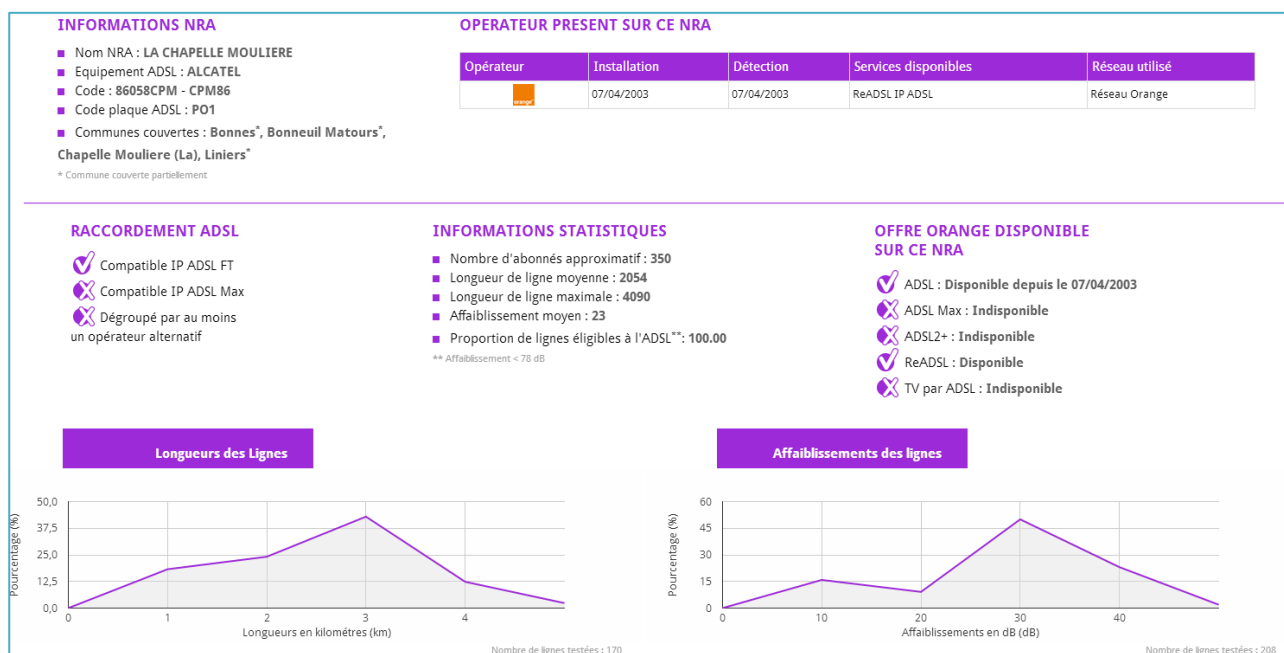 INFORMATIONS NRA
Nom NRA : LA CHAPELLE MOULIERE
Equipement ADSL : ALCATEL
Code : 86058CPM - CPM86
Code plaque ADSL : PO1
Communes couvertes : Bonnes*, Bonneuil Matours*,
Chapelle Mouliere (La), Liniers*
* Commune couverte partiellement
OPERATEUR PRESENT SUR CE NRA
Opérateur Installation Détection Services disponibles Réseau utilisé
orange 07/04/2003 07/04/2003 ReADSL IP ADSL Réseau Orange
RACCORDEMENT ADSL
Compatible IP ADSL FT
Compatible IP ADSL Max
Dégroupé par au moins
un opérateur alternatif
INFORMATIONS STATISTIQUES
Nombre d'abonnés approximatif : 350
Longueur de ligne moyenne : 2054
Longueur de ligne maximale : 4090
Affaiblissement moyen : 23
Proportion de lignes éligibles à l'ADSL**: 100.00
** Affaiblissement < 78 dB
OFFRE ORANGE DISPONIBLE
SUR CE NRA
ADSL : Disponible depuis le 07/04/2003
ADSL Max : Indisponible
ADSL2+ : Indisponible
ReADSL : Disponible
TV par ADSL : Indisponible
Longueurs des Lignes
Pourcentage (%)
50,0
37,5
25,0
12,5
0,0
0 1 2 3 4
Longueurs en kilométres (km)
Nombre de lignes testées : 170
Affaiblissements des lignes
Pourcentage (%)
60
45
30
15
0
0 10 20 30 40
Affaiblissements en dB (dB)
Nombre de lignes testées : 208